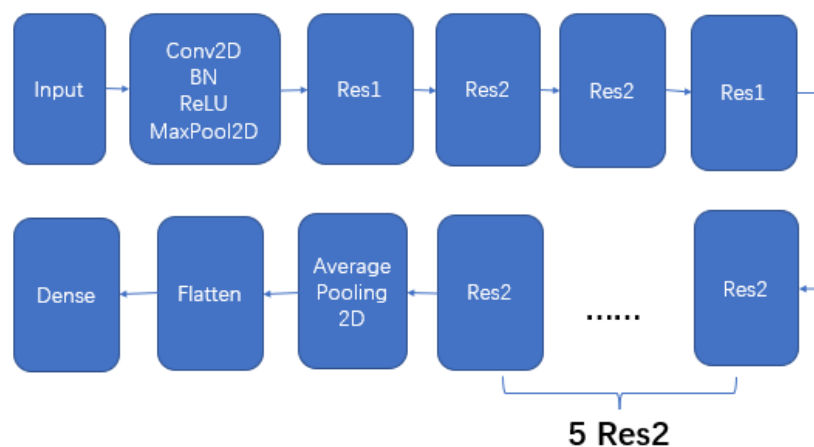 Input
Conv2D
BN
ReLU
MaxPool2D
Res1
Res2
Res2
Res1
Dense
Flatten
Average
Pooling
2D
Res2
......
Res2
5 Res2